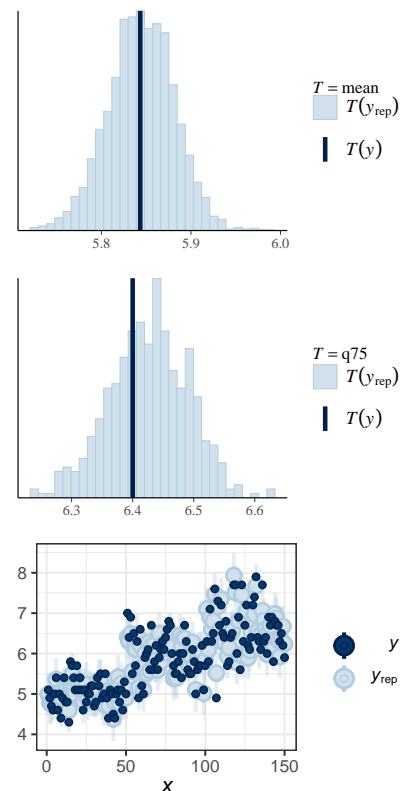 T = mean
T(yrep)
T(y)
5.8 5.9 6.0
T = q75
T(yrep)
T(y)
6.3 6.4 6.5 6.6
8
7
6
5
4
y
yrep
0 50 100 150
x